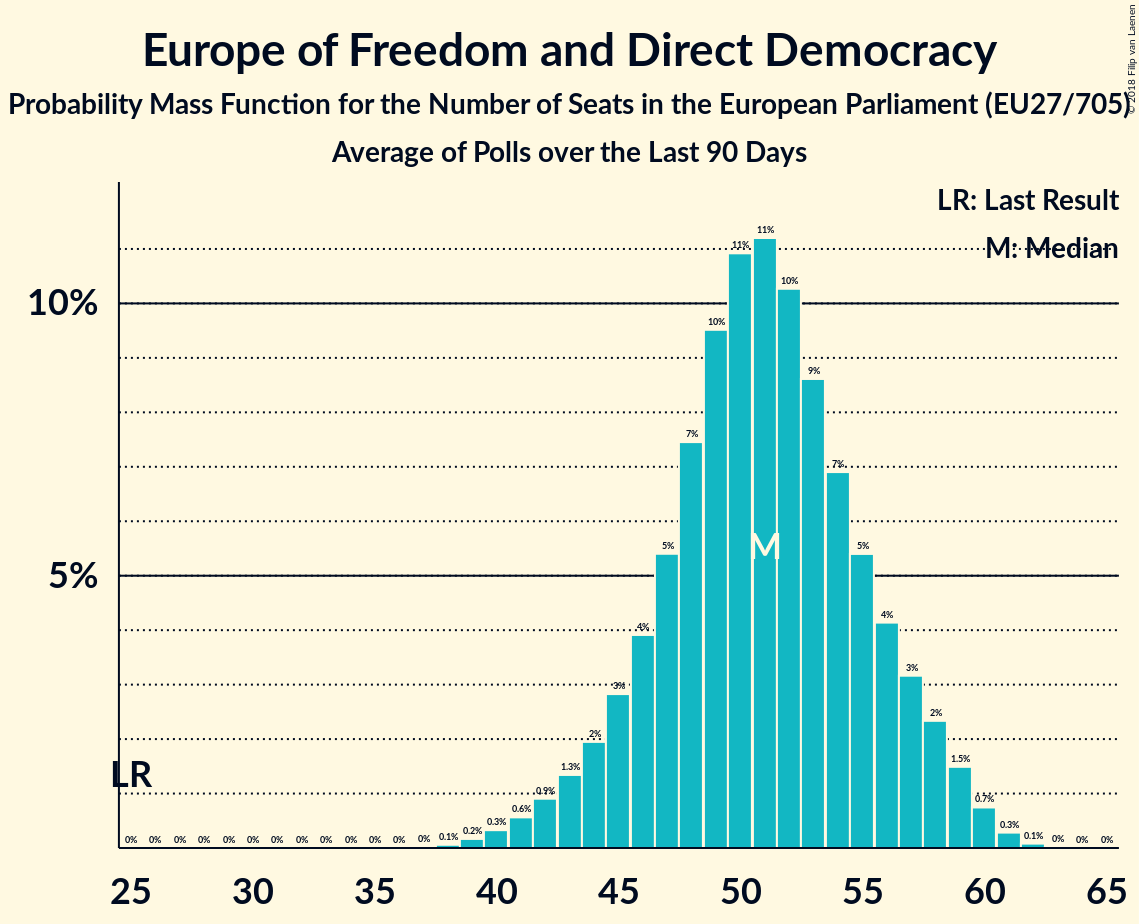 Europe of Freedom and Direct Democracy
Probability Mass Function for the Number of Seats in the European Parliament (EU27/705)
Average of Polls over the Last 90 Days
© 2018 Filip van Laenen
LR: Last Result
M: Median
10%
5%
LR
M
0% 0% 0% 0% 0% 0% 0% 0% 0% 0% 0% 0% 0% 0.1% 0.2% 0.3% 0.6% 0.9% 1.3% 2% 3% 4% 5% 7% 10% 11% 11% 10% 9% 7% 5% 4% 3% 2% 1.5% 0.7% 0.3% 0.1% 0% 0% 0%
25 30 35 40 45 50 55 60 65